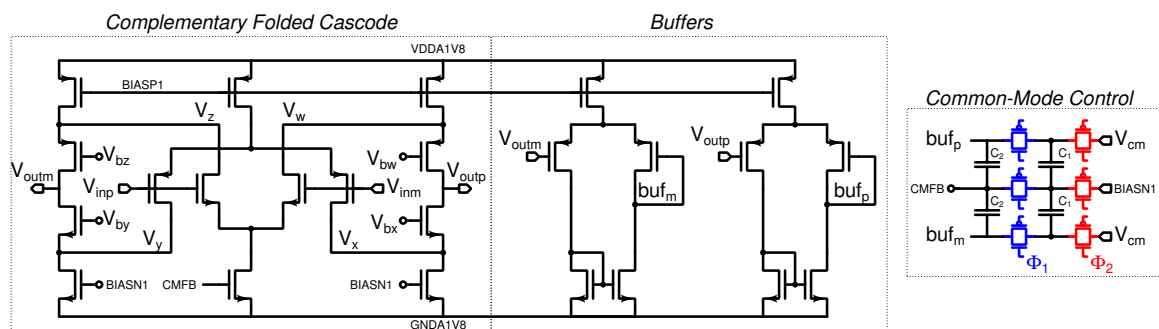 Complementary Folded Cascode
Buffers
VDDA1V8
BIASP1
Vz
Vw
Common-Mode Control
Voutm
Vbz
Vinp
Vbw
Vinm
Voutp
Voutm
bufm
Voutp
bufp
bufp
C2
C1
Vcm
CMFB
C2
C1
BIASN1
bufm
Vcm
Φ1
Φ2
Vby
Vbx
Vy
Vx
BIASN1
CMFB
BIASN1
GNDA1V8